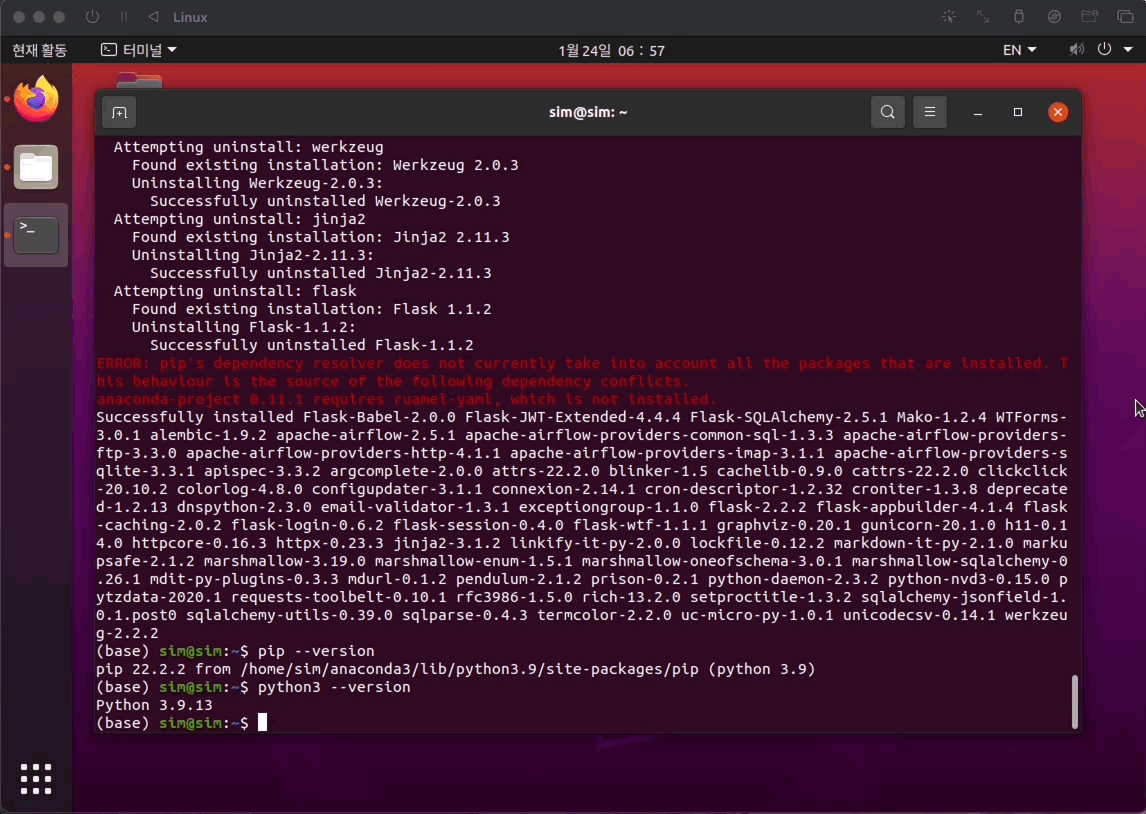 Linux
현재 활동
터미널
1월 24일 06 : 57
EN
sim@sim: ~
Attempting uninstall: werkzeug
Found existing installation: Werkzeug 2.0.3
Uninstalling Werkzeug-2.0.3:
Successfully uninstalled Werkzeug-2.0.3
Attempting uninstall: jinja2
Found existing installation: Jinja2 2.11.3
Uninstalling Jinja2-2.11.3:
Successfully uninstalled Jinja2-2.11.3
Attempting uninstall: flask
Found existing installation: Flask 1.1.2
Uninstalling Flask-1.1.2:
Successfully uninstalled Flask-1.1.2
ERROR: pip's dependency resolver does not currently take into account all the packages that are installed. T
his behaviour is the source of the following dependency conflicts.
anaconda-project 0.11.1 requires ruamel-yaml, which is not installed.
Successfully installed Flask-Babel-2.0.0 Flask-JWT-Extended-4.4.4 Flask-SQLAlchemy-2.5.1 Mako-1.2.4 WTForms-
3.0.1 alembic-1.9.2 apache-airflow-2.5.1 apache-airflow-providers-common-sql-1.3.3 apache-airflow-providers-
ftp-3.3.0 apache-airflow-providers-http-4.1.1 apache-airflow-providers-imap-3.1.1 apache-airflow-providers-s
qlite-3.3.1 apispec-3.3.2 argcomplete-2.0.0 attrs-22.2.0 blinker-1.5 cachelib-0.9.0 cattrs-22.2.0 clickclick
-20.10.2 colorlog-4.8.0 configupdater-3.1.1 connexion-2.14.1 cron-descriptor-1.2.32 croniter-1.3.8 deprecate
d-1.2.13 dnspython-2.3.0 email-validator-1.3.1 exceptiongroup-1.1.0 flask-2.2.2 flask-appbuilder-4.1.4 flask
-caching-2.0.2 flask-login-0.6.2 flask-session-0.4.0 flask-wtf-1.1.1 graphviz-0.20.1 gunicorn-20.1.0 h11-0.1
4.0 httpcore-0.16.3 httpx-0.23.3 jinja2-3.1.2 linkify-it-py-2.0.0 lockfile-0.12.2 markdown-it-py-2.1.0 marku
psafe-2.1.2 marshmallow-3.19.0 marshmallow-enum-1.5.1 marshmallow-oneofschema-3.0.1 marshmallow-sqlalchemy-0
.26.1 mdit-py-plugins-0.3.3 mdurl-0.1.2 pendulum-2.1.2 prison-0.2.1 python-daemon-2.3.2 python-nvd3-0.15.0 p
ytzdata-2020.1 requests-toolbelt-0.10.1 rfc3986-1.5.0 rich-13.2.0 setproctitle-1.3.2 sqlalchemy-jsonfield-1.
0.1.post0 sqlalchemy-utils-0.39.0 sqlparse-0.4.3 termcolor-2.2.0 uc-micro-py-1.0.1 unicodecsv-0.14.1 werkzeu
g-2.2.2
(base) sim@sim:~$ pip --version
pip 22.2.2 from /home/sim/anaconda3/lib/python3.9/site-packages/pip (python 3.9)
(base) sim@sim:~$ python3 --version
Python 3.9.13
(base) sim@sim:~$